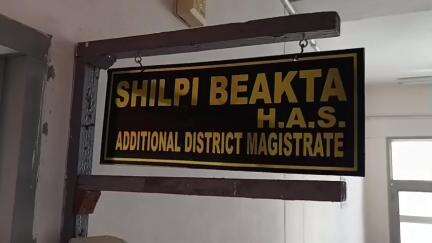 SHILPI BEAKTA
H.A.S.
ADDITIONAL DISTRICT MAGISTRATE